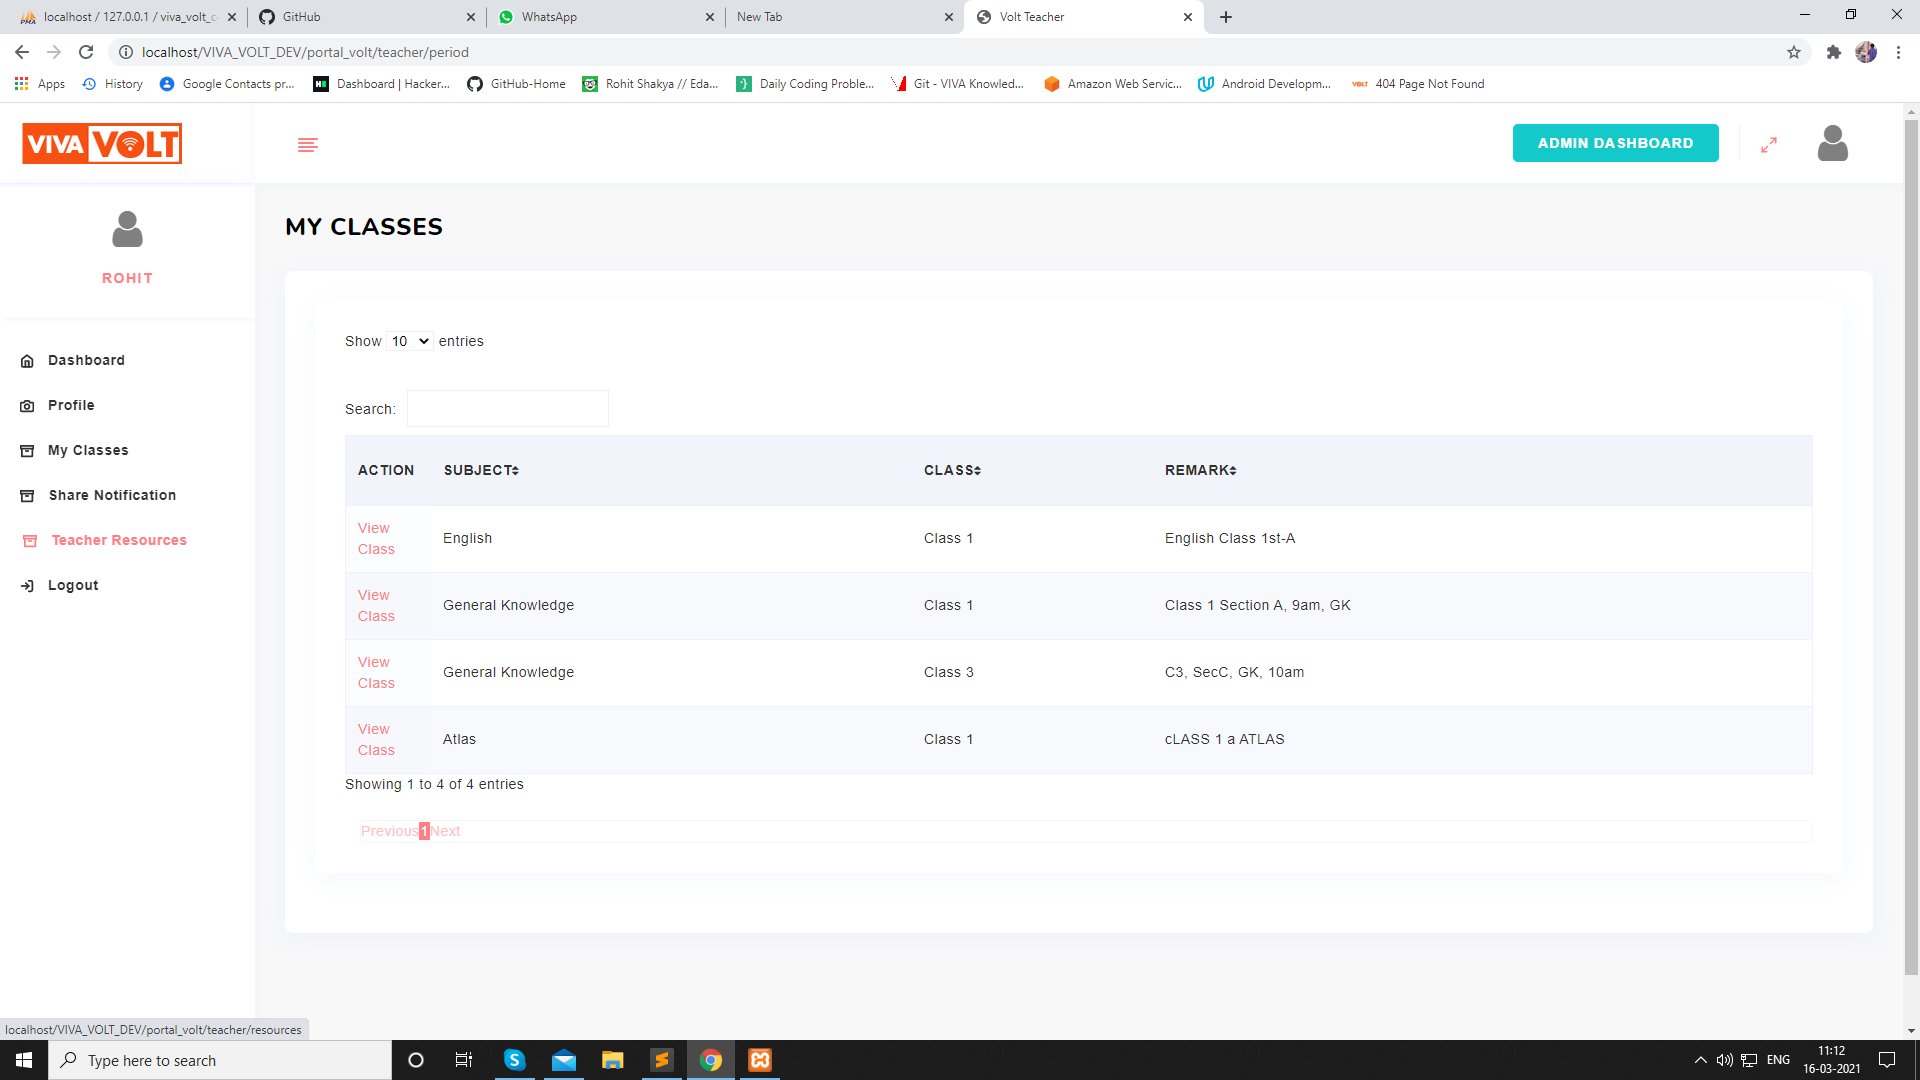 localhost / 127.0.0.1 / viva_volt_c
GitHub
WhatsApp
New Tab
Volt Teacher
localhost/VIVA_VOLT_DEV/portal_volt/teacher/period
Apps
History
Google Contacts pr...
Dashboard | Hacker...
GitHub-Home
Rohit Shakya // Eda...
Daily Coding Proble...
Git - VIVA Knowled...
Amazon Web Servic...
Android Developm...
404 Page Not Found
VIVA VOLT
ADMIN DASHBOARD
ROHIT
Dashboard
Profile
My Classes
Share Notification
Teacher Resources
Logout
MY CLASSES
Show 10 entries
Search:
ACTION SUBJECT CLASS REMARK
View Class English Class 1 English Class 1st-A
View Class General Knowledge Class 1 Class 1 Section A, 9am, GK
View Class General Knowledge Class 3 C3, SecC, GK, 10am
View Class Atlas Class 1 cLASS 1 a ATLAS
Showing 1 to 4 of 4 entries
Previous 1 Next
localhost/VIVA_VOLT_DEV/portal_volt/teacher/resources
Type here to search
ENG
11:12
16-03-2021